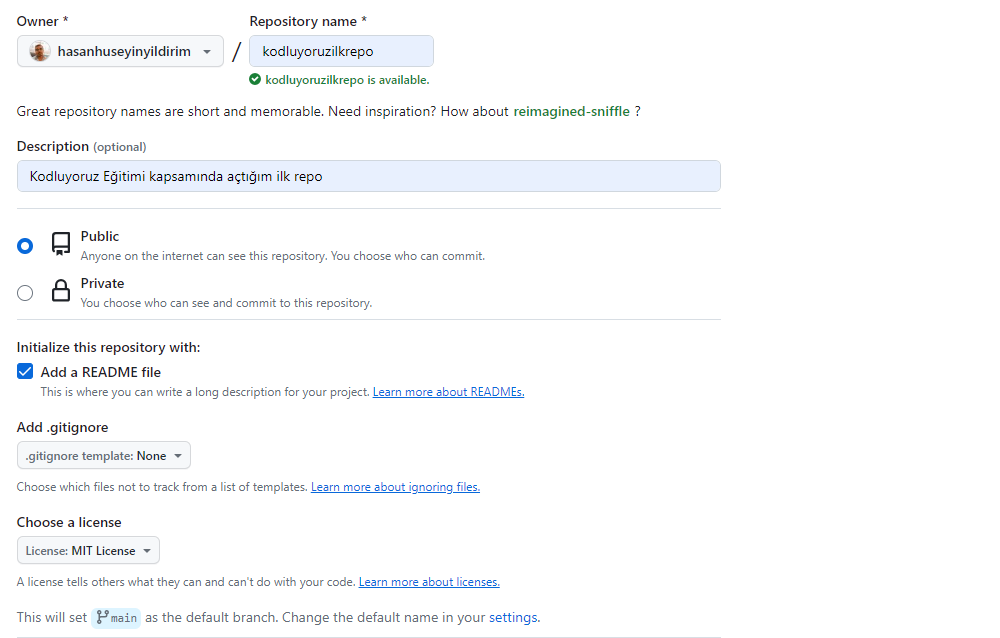 Owner *
Repository name *
hasanhuseyinyildirim / kodluyoruzilkrepo
kodluyoruzilkrepo is available.
Great repository names are short and memorable. Need inspiration? How about reimagined-sniffle ?
Description (optional)
Kodluyoruz Eğitimi kapsamında açtığım ilk repo
Public
Anyone on the internet can see this repository. You choose who can commit.
Private
You choose who can see and commit to this repository.
Initialize this repository with:
Add a README file
This is where you can write a long description for your project. Learn more about READMEs.
Add .gitignore
.gitignore template: None
Choose which files not to track from a list of templates. Learn more about ignoring files.
Choose a license
License: MIT License
A license tells others what they can and can't do with your code. Learn more about licenses.
This will set main as the default branch. Change the default name in your settings.